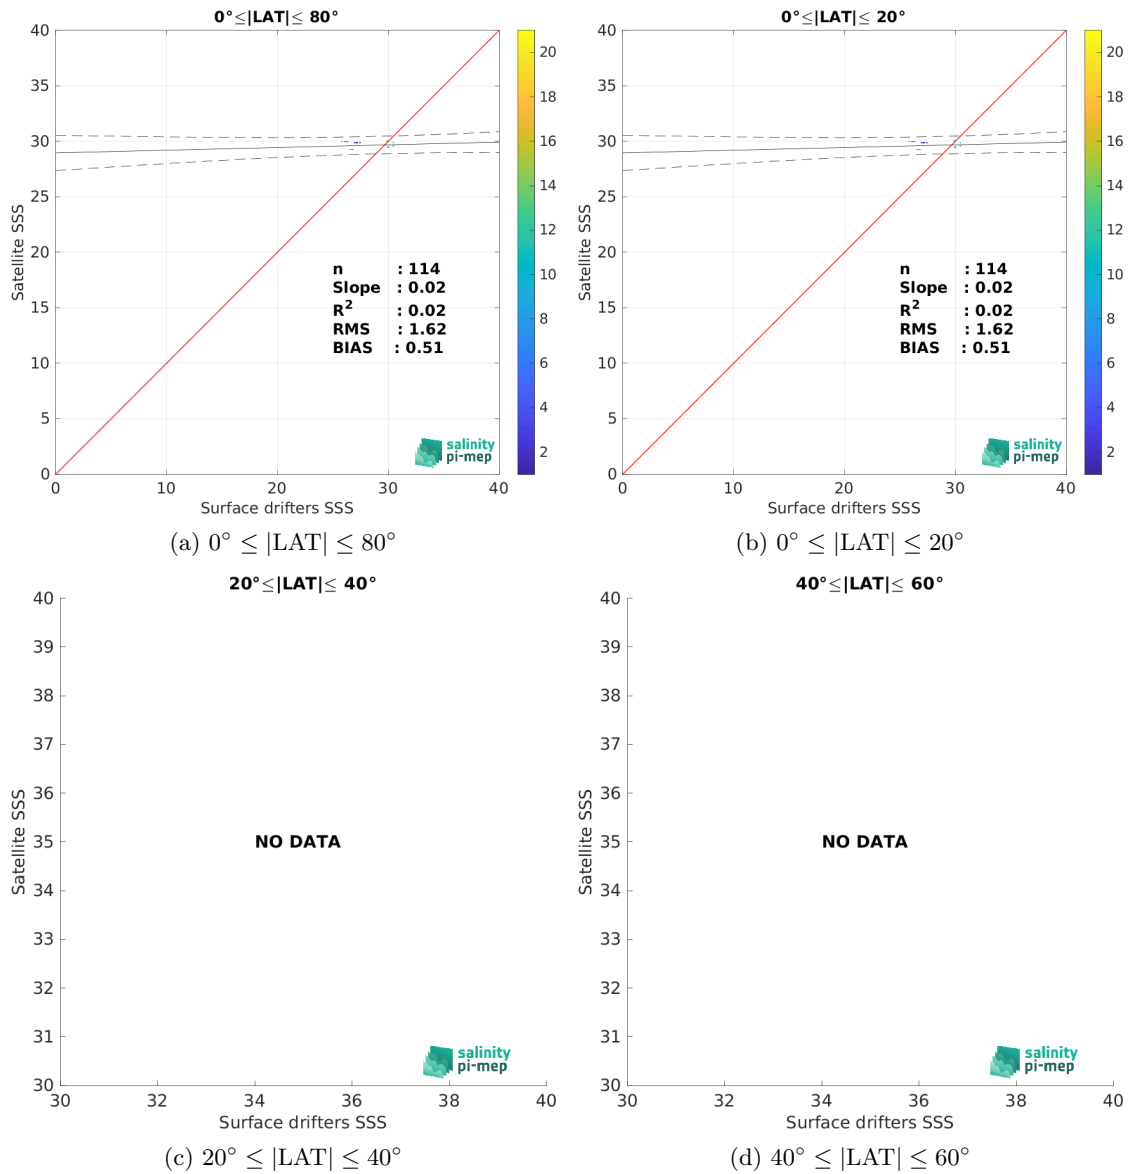 0°≤|LAT|≤ 80°
40
35
30
25
20
15
10
5
0
0
10
20
30
40
Satellite SSS
Surface drifters SSS
n : 114
Slope : 0.02
R² : 0.02
RMS : 1.62
BIAS : 0.51
salinity
pi-mep
20
18
16
14
12
10
8
6
4
2
(a) 0° ≤ |LAT| ≤ 80°
0°≤|LAT|≤ 20°
40
35
30
25
20
15
10
5
0
0
10
20
30
40
Satellite SSS
Surface drifters SSS
n : 114
Slope : 0.02
R² : 0.02
RMS : 1.62
BIAS : 0.51
salinity
pi-mep
20
18
16
14
12
10
8
6
4
2
(b) 0° ≤ |LAT| ≤ 20°
20°≤|LAT|≤ 40°
40
39
38
37
36
35
34
33
32
31
30
30
32
34
36
38
40
Satellite SSS
Surface drifters SSS
NO DATA
salinity
pi-mep
(c) 20° ≤ |LAT| ≤ 40°
40°≤|LAT|≤ 60°
40
39
38
37
36
35
34
33
32
31
30
30
32
34
36
38
40
Satellite SSS
Surface drifters SSS
NO DATA
salinity
pi-mep
(d) 40° ≤ |LAT| ≤ 60°